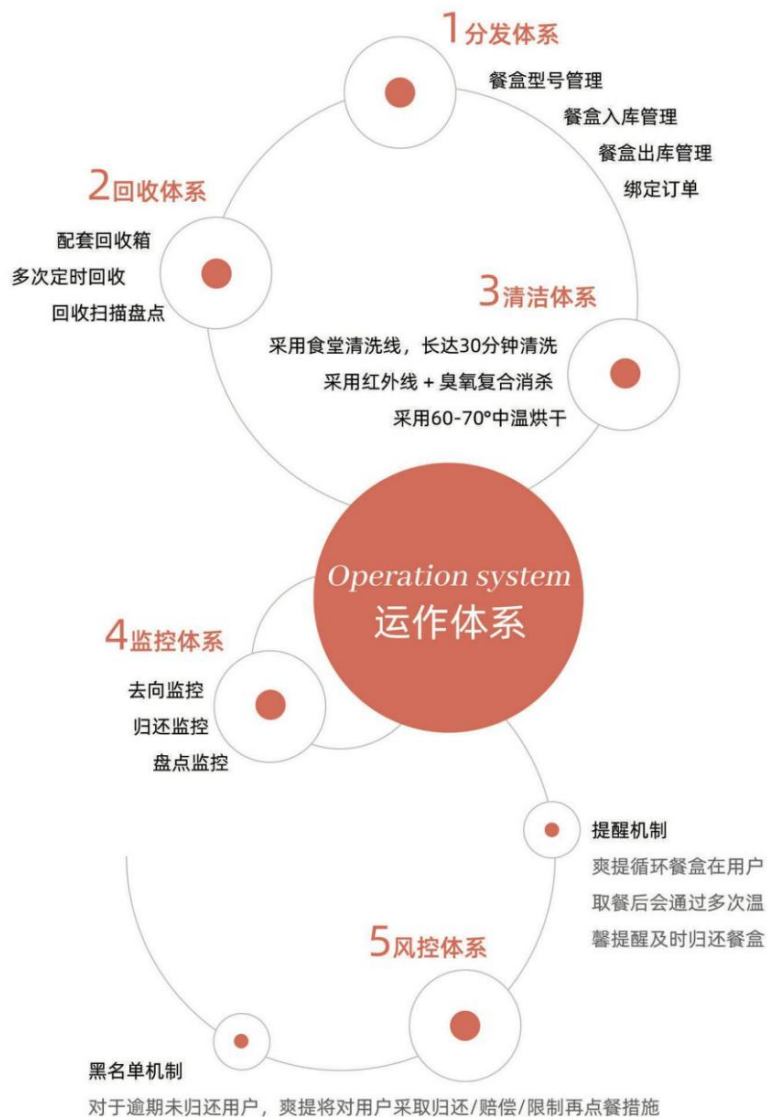 1分发体系
餐盒型号管理
餐盒入库管理
餐盒出库管理
绑定订单
2回收体系
配套回收箱
多次定时回收
回收扫描盘点
3清洁体系
采用食堂清洗线，长达30分钟清洗
采用红外线 + 臭氧复合消杀
采用60-70°中温烘干
Operation system
运作体系
4监控体系
去向监控
归还监控
盘点监控
提醒机制
爽提循环餐盒在用户
取餐后会通过多次温
馨提醒及时归还餐盒
5风控体系
黑名单机制
对于逾期未归还用户，爽提将对用户采取归还/赔偿/限制再点餐措施